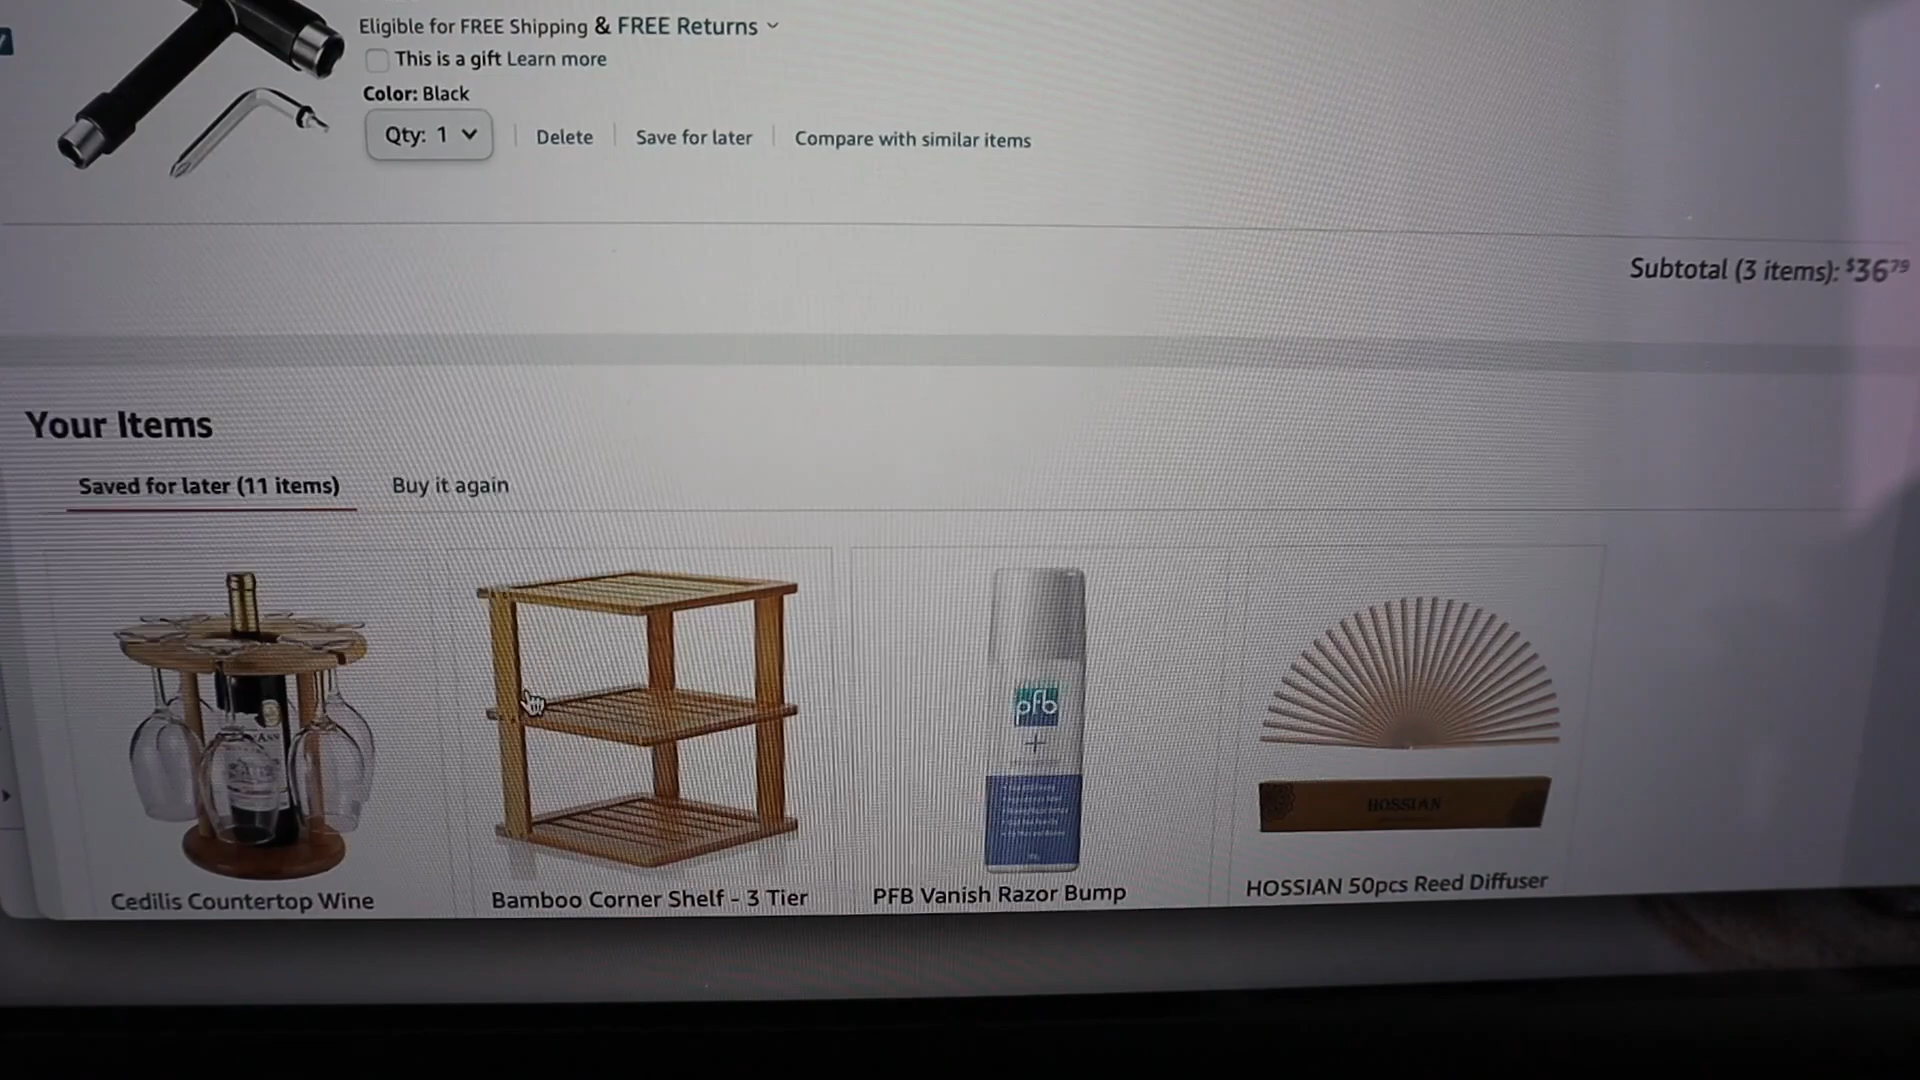 Eligible for FREE Shipping & FREE Returns
This is a gift Learn more
Color: Black
Qty: 1
Delete
Save for later
Compare with similar items
Subtotal (3 items): $36.79
Your Items
Saved for later (11 items)
Buy it again
pfb
+
HOSSIAN
Cedilis Countertop Wine
Bamboo Corner Shelf - 3 Tier
PFB Vanish Razor Bump
HOSSIAN 50pcs Reed Diffuser